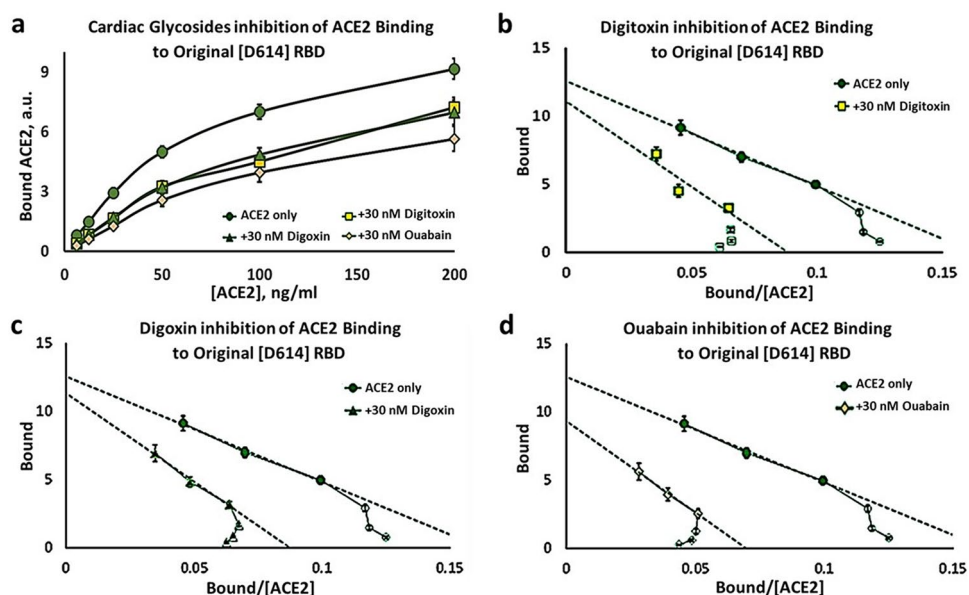 a
Cardiac Glycosides inhibition of ACE2 Binding
to Original [D614] RBD
Bound ACE2, a.u.
9
6
3
0
ACE2 only
+30 nM Digitoxin
+30 nM Digoxin
+30 nM Ouabain
0
50
100
150
200
[ACE2], ng/ml
b
Digitoxin inhibition of ACE2 Binding
to Original [D614] RBD
Bound
15
10
5
0
ACE2 only
+30 nM Digitoxin
0
0.05
0.1
0.15
Bound/[ACE2]
c
Digoxin inhibition of ACE2 Binding
to Original [D614] RBD
Bound
15
10
5
0
ACE2 only
+30 nM Digoxin
0
0.05
0.1
0.15
Bound/[ACE2]
d
Ouabain inhibition of ACE2 Binding
to Original [D614] RBD
Bound
15
10
5
0
ACE2 only
+30 nM Ouabain
0
0.05
0.1
0.15
Bound/[ACE2]